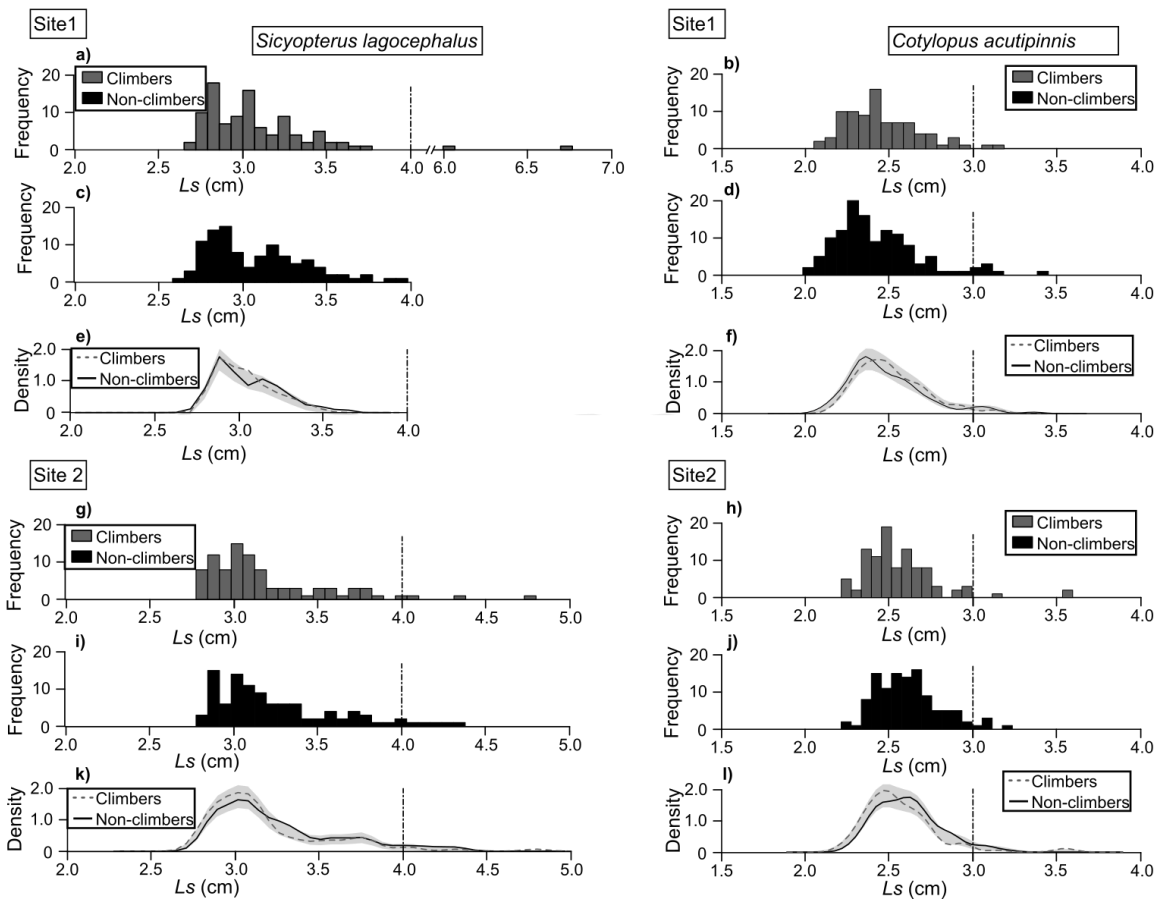 Site1
Sicyopterus lagocephalus
Site1
Cotylopus acutipinnis
a)
Frequency
20
10
0
Climbers
Non-climbers
2.0 2.5 3.0 3.5 4.0 6.0 6.5 7.0
Ls (cm)
b)
Frequency
20
10
0
Climbers
Non-climbers
1.5 2.0 2.5 3.0 3.5 4.0
Ls (cm)
c)
Frequency
20
10
0
2.0 2.5 3.0 3.5 4.0
Ls (cm)
d)
Frequency
20
10
0
1.5 2.0 2.5 3.0 3.5 4.0
Ls (cm)
e)
Density
2.0
1.0
0
Climbers
Non-climbers
2.0 2.5 3.0 3.5 4.0
Ls (cm)
f)
Density
2.0
1.0
0
Climbers
Non-climbers
1.5 2.0 2.5 3.0 3.5 4.0
Ls (cm)
Site 2
Site2
g)
Frequency
20
10
0
Climbers
Non-climbers
2.0 2.5 3.0 3.5 4.0 4.5 5.0
Ls (cm)
h)
Frequency
20
10
0
Climbers
Non-climbers
1.5 2.0 2.5 3.0 3.5 4.0
Ls (cm)
i)
Frequency
20
10
0
2.0 2.5 3.0 3.5 4.0 4.5 5.0
Ls (cm)
j)
Frequency
20
10
0
1.5 2.0 2.5 3.0 3.5 4.0
Ls (cm)
k)
Density
2.0
1.0
0
Climbers
Non-climbers
2.0 2.5 3.0 3.5 4.0 4.5 5.0
Ls (cm)
l)
Density
2.0
1.0
0
Climbers
Non-climbers
1.5 2.0 2.5 3.0 3.5 4.0
Ls (cm)